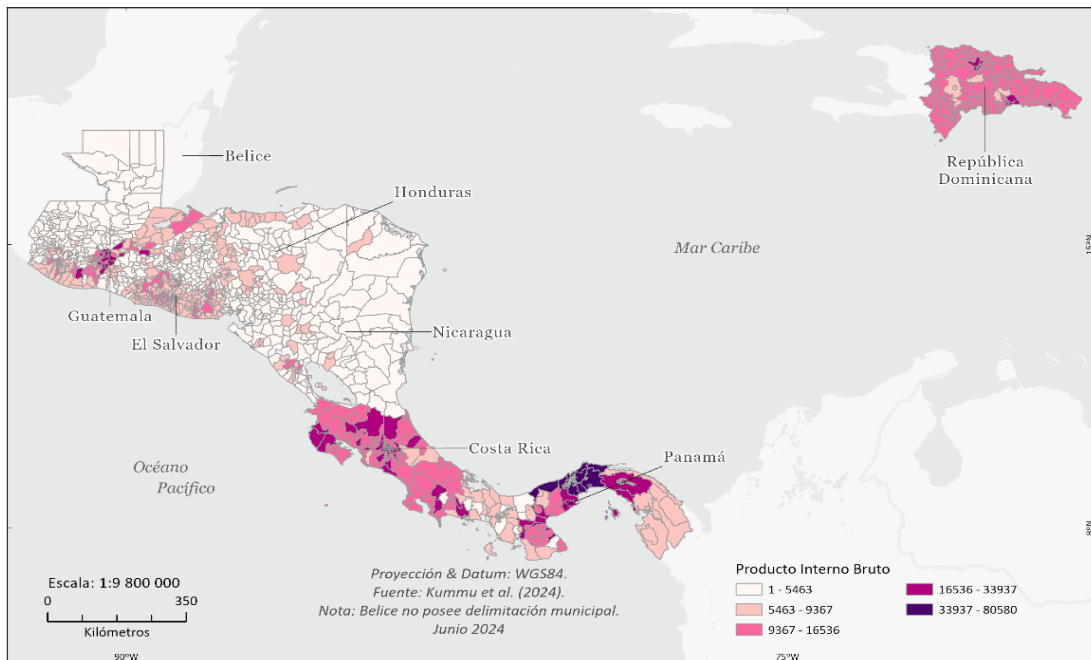 Belice
Honduras
República
Dominicana
Mar Caribe
Guatemala
El Salvador
Nicaragua
Costa Rica
Panamá
Océano
Pacífico
Escala: 1:9 800 000
0 350
Kilómetros
Proyección & Datum: WGS84.
Fuente: Kummu et al. (2024).
Nota: Belice no posee delimitación municipal.
Junio 2024
Producto Interno Bruto
1 - 5463
5463 - 9367
9367 - 16536
16536 - 33937
33937 - 80580
15°N
8°N
90°W
75°W